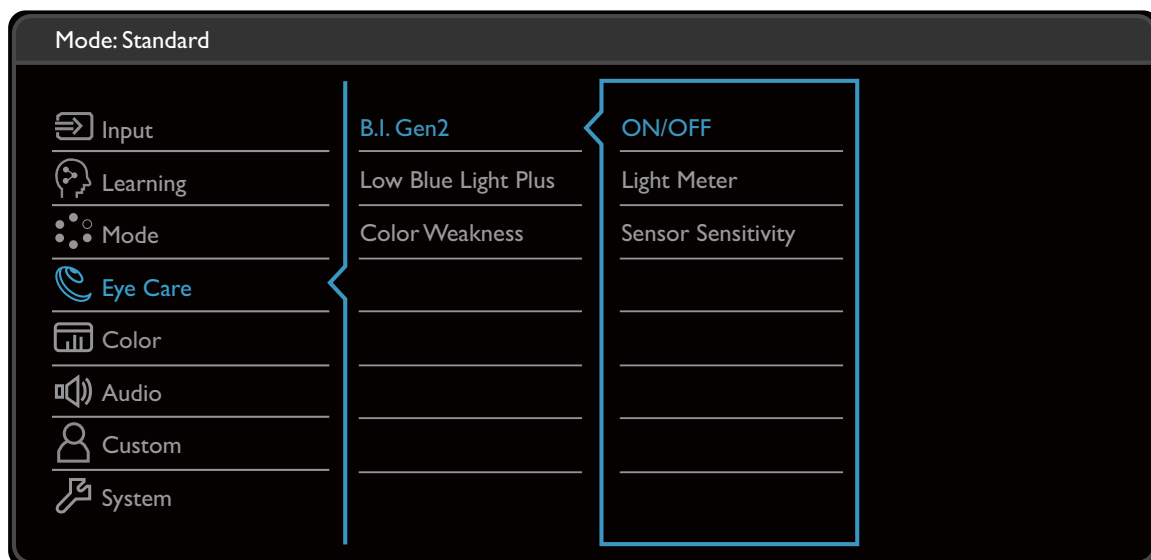 Mode: Standard
Input
Learning
Mode
Eye Care
Color
Audio
Custom
System
B.I. Gen2
Low Blue Light Plus
Color Weakness
ON/OFF
Light Meter
Sensor Sensitivity